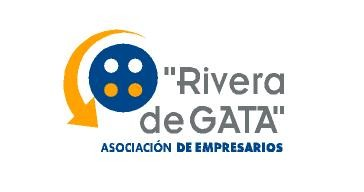 "Rivera
de GATA"
ASOCIACIÓN DE EMPRESARIOS